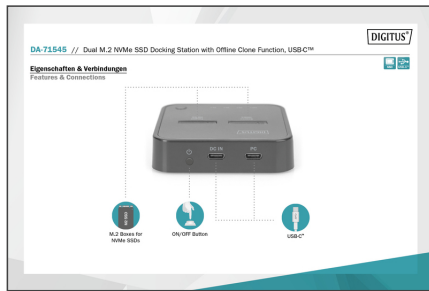 DIGITUS®
DA-71545 // Dual M.2 NVMe SSD Docking Station with Offline Clone Function, USB-C™
Eigenschaften & Verbindungen
Features & Connections
DC IN
PC
M.2 Boxes for
NVMe SSDs
ON/OFF Button
USB-C™